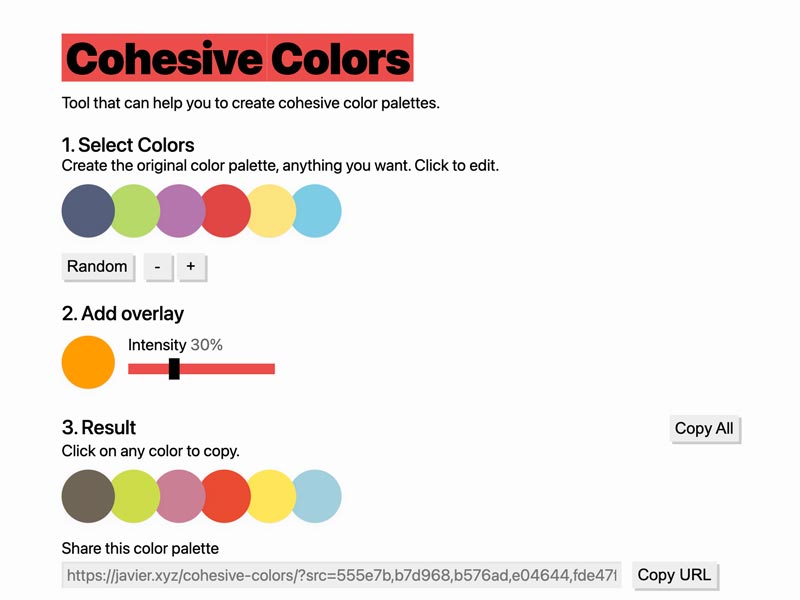 Cohesive Colors
Tool that can help you to create cohesive color palettes.
1. Select Colors
Create the original color palette, anything you want. Click to edit.
Random - +
2. Add overlay
Intensity 30%
3. Result
Copy All
Click on any color to copy.
Share this color palette
https://javier.xyz/cohesive-colors/?src=555e7b,b7d968,b576ad,e04644,fde47f
Copy URL